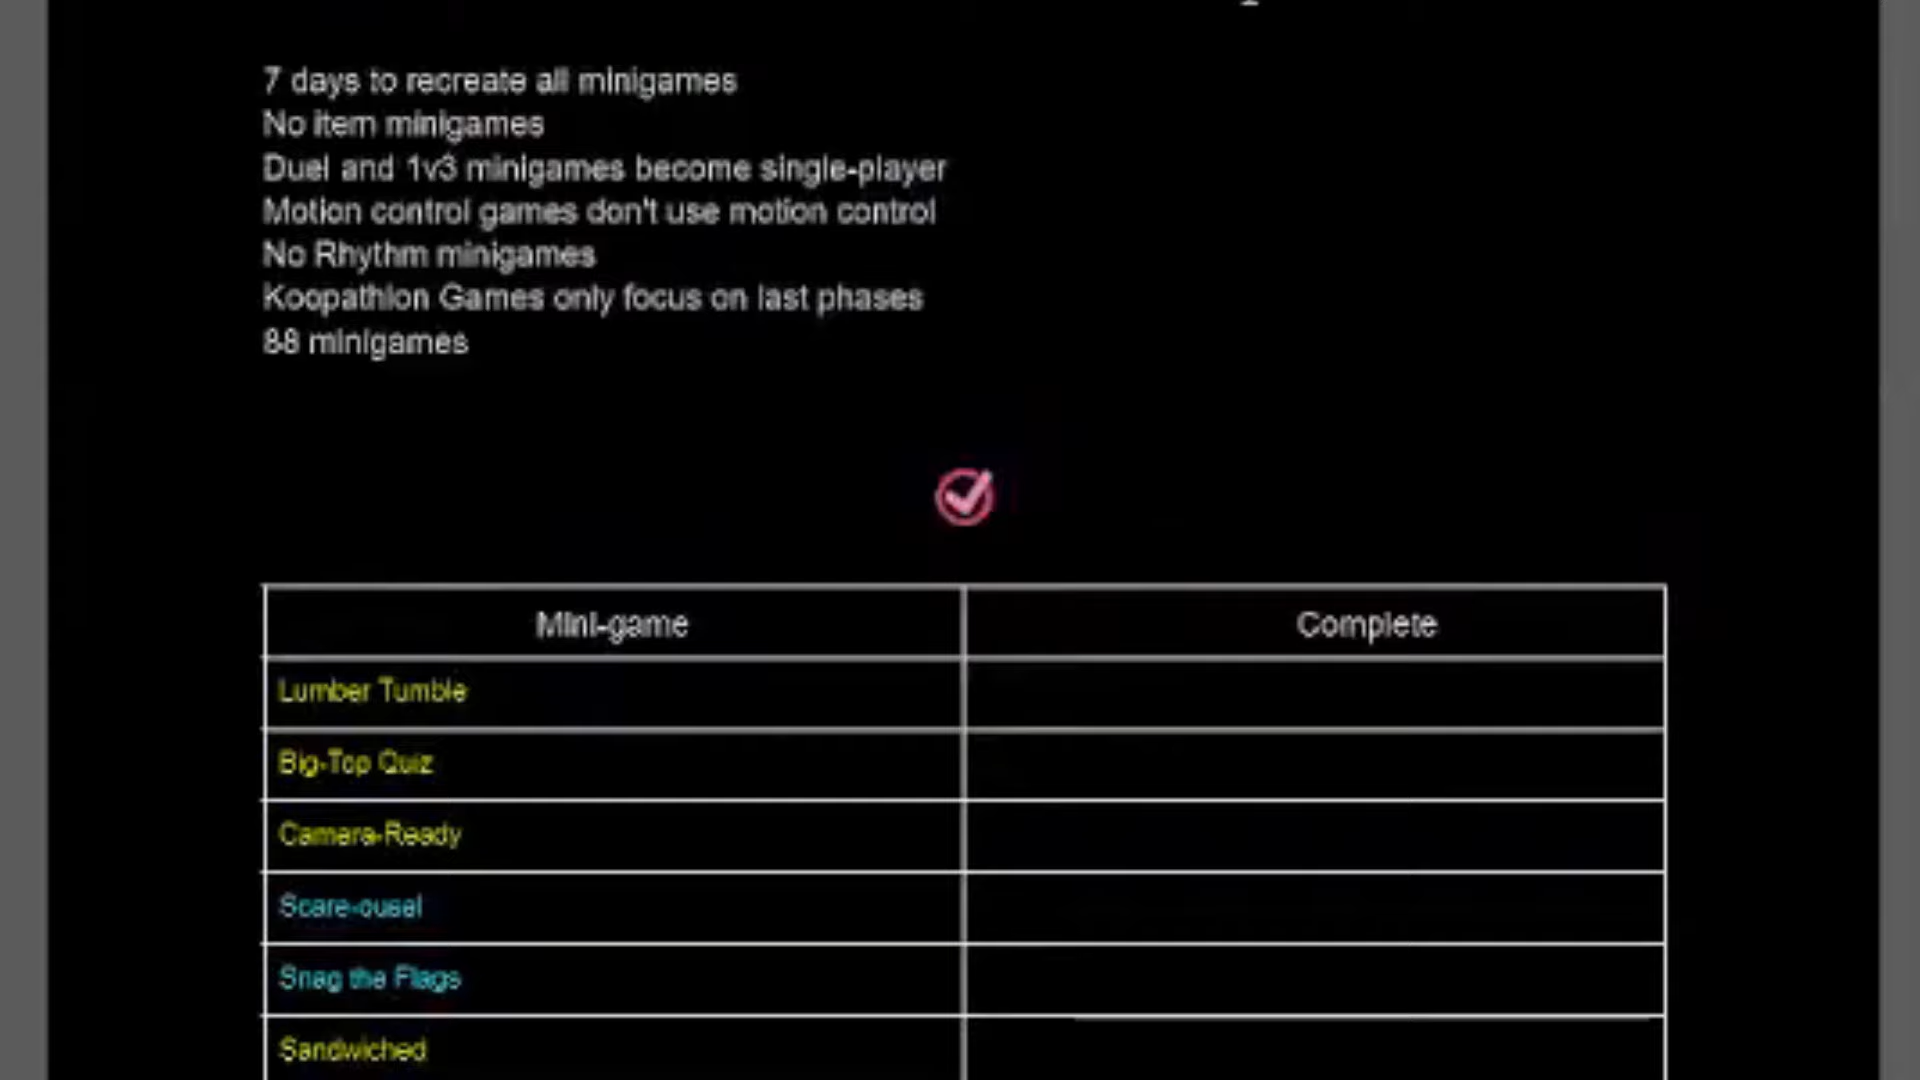 7 days to recreate all minigames
No item minigames
Duel and 1v3 minigames become single-player
Motion control games don't use motion control
No Rhythm minigames
Koopathlon Games only focus on last phases
88 minigames
Mini-game
Complete
Lumber Tumble
Big-Top Quiz
Camera-Ready
Scare-ousel
Snag the Flags
Sandwiched